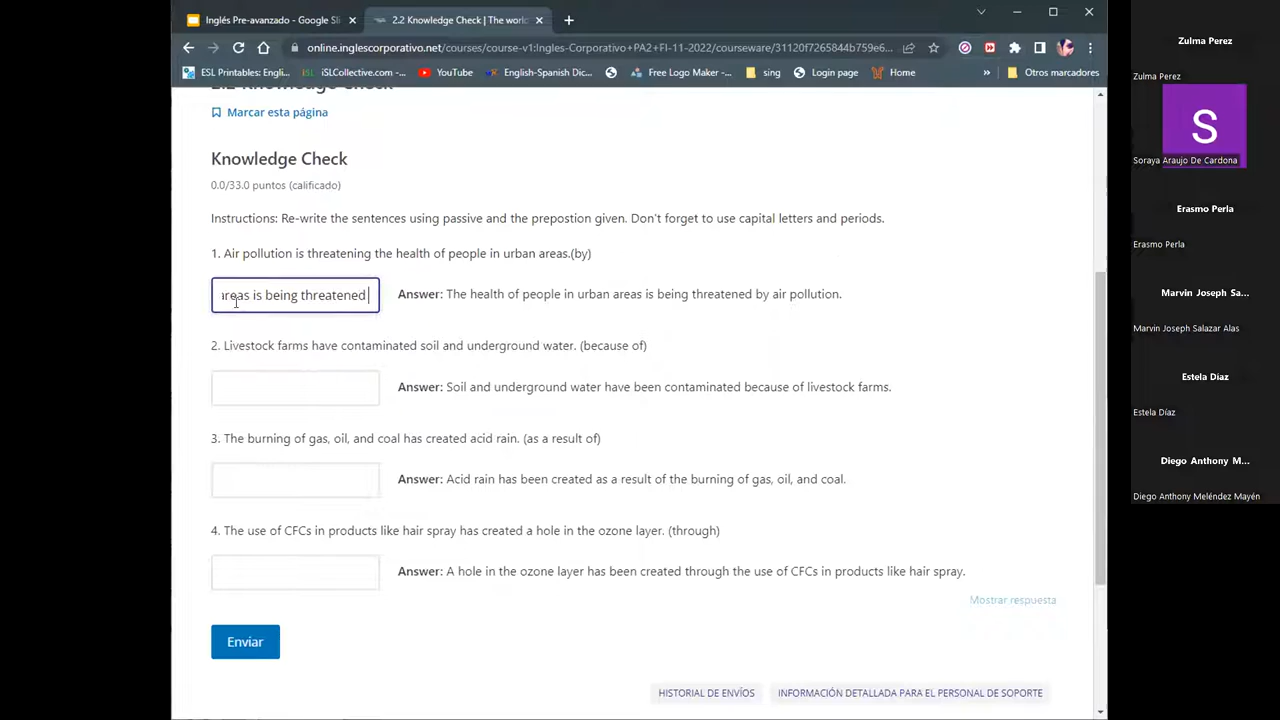 Inglés Pre-avanzado - Google Sli
2.2 Knowledge Check | The worl
online.inglescorporativo.net/courses/course-v1:Ingles-Corporativo+PA2+FI-11-2022/courseware/31120f7265844b759e6...
ESL Printables: Engli...
iSLCollective.com -...
YouTube
English-Spanish Dic...
Free Logo Maker -...
sing
Login page
Home
»
Otros marcadores
2.2 Knowledge Check
Marcar esta página
Knowledge Check
0.0/33.0 puntos (calificado)
Instructions: Re-write the sentences using passive and the prepostion given. Don't forget to use capital letters and periods.
1. Air pollution is threatening the health of people in urban areas.(by)
areas is being threatened
Answer: The health of people in urban areas is being threatened by air pollution.
2. Livestock farms have contaminated soil and underground water. (because of)
Answer: Soil and underground water have been contaminated because of livestock farms.
3. The burning of gas, oil, and coal has created acid rain. (as a result of)
Answer: Acid rain has been created as a result of the burning of gas, oil, and coal.
4. The use of CFCs in products like hair spray has created a hole in the ozone layer. (through)
Answer: A hole in the ozone layer has been created through the use of CFCs in products like hair spray.
Mostrar respuesta
Enviar
HISTORIAL DE ENVÍOS
INFORMACIÓN DETALLADA PARA EL PERSONAL DE SOPORTE
Zulma Perez
Zulma Perez
S
Soraya Araujo De Cardona
Erasmo Perla
Erasmo Perla
Marvin Joseph Sa...
Marvin Joseph Salazar Alas
Estela Díaz
Estela Díaz
Diego Anthony M...
Diego Anthony Meléndez Mayén